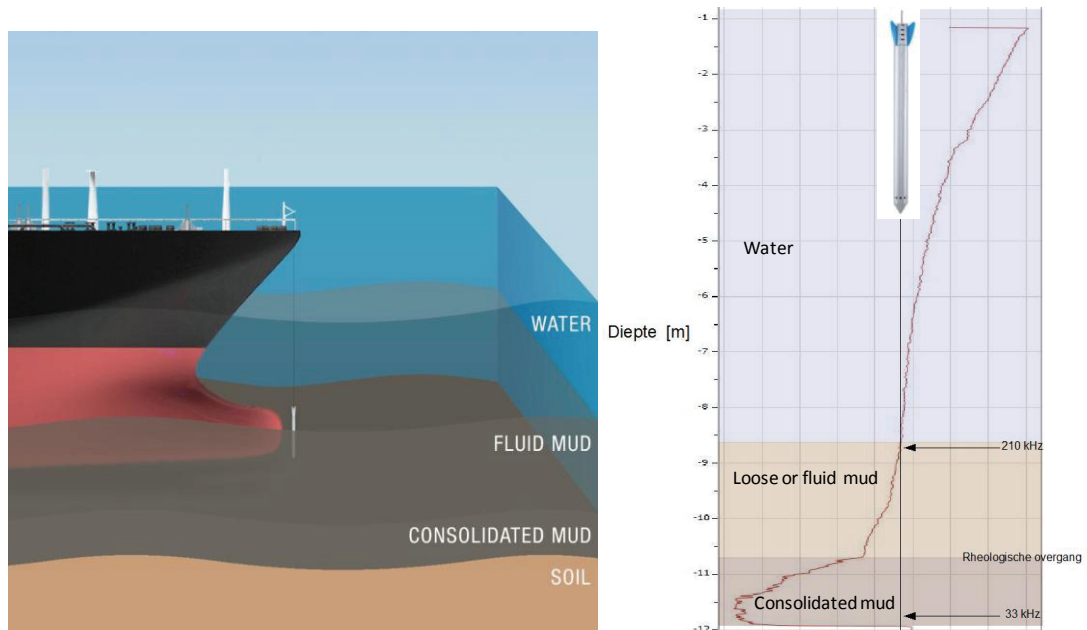 WATER
FLUID MUD
CONSOLIDATED MUD
SOIL
Diepte [m]
-1
-2
-3
-4
-5
-6
-7
-8
-9
-10
-11
-12
Water
210 kHz
Loose or fluid mud
Rheologische overgang
Consolidated mud
33 kHz